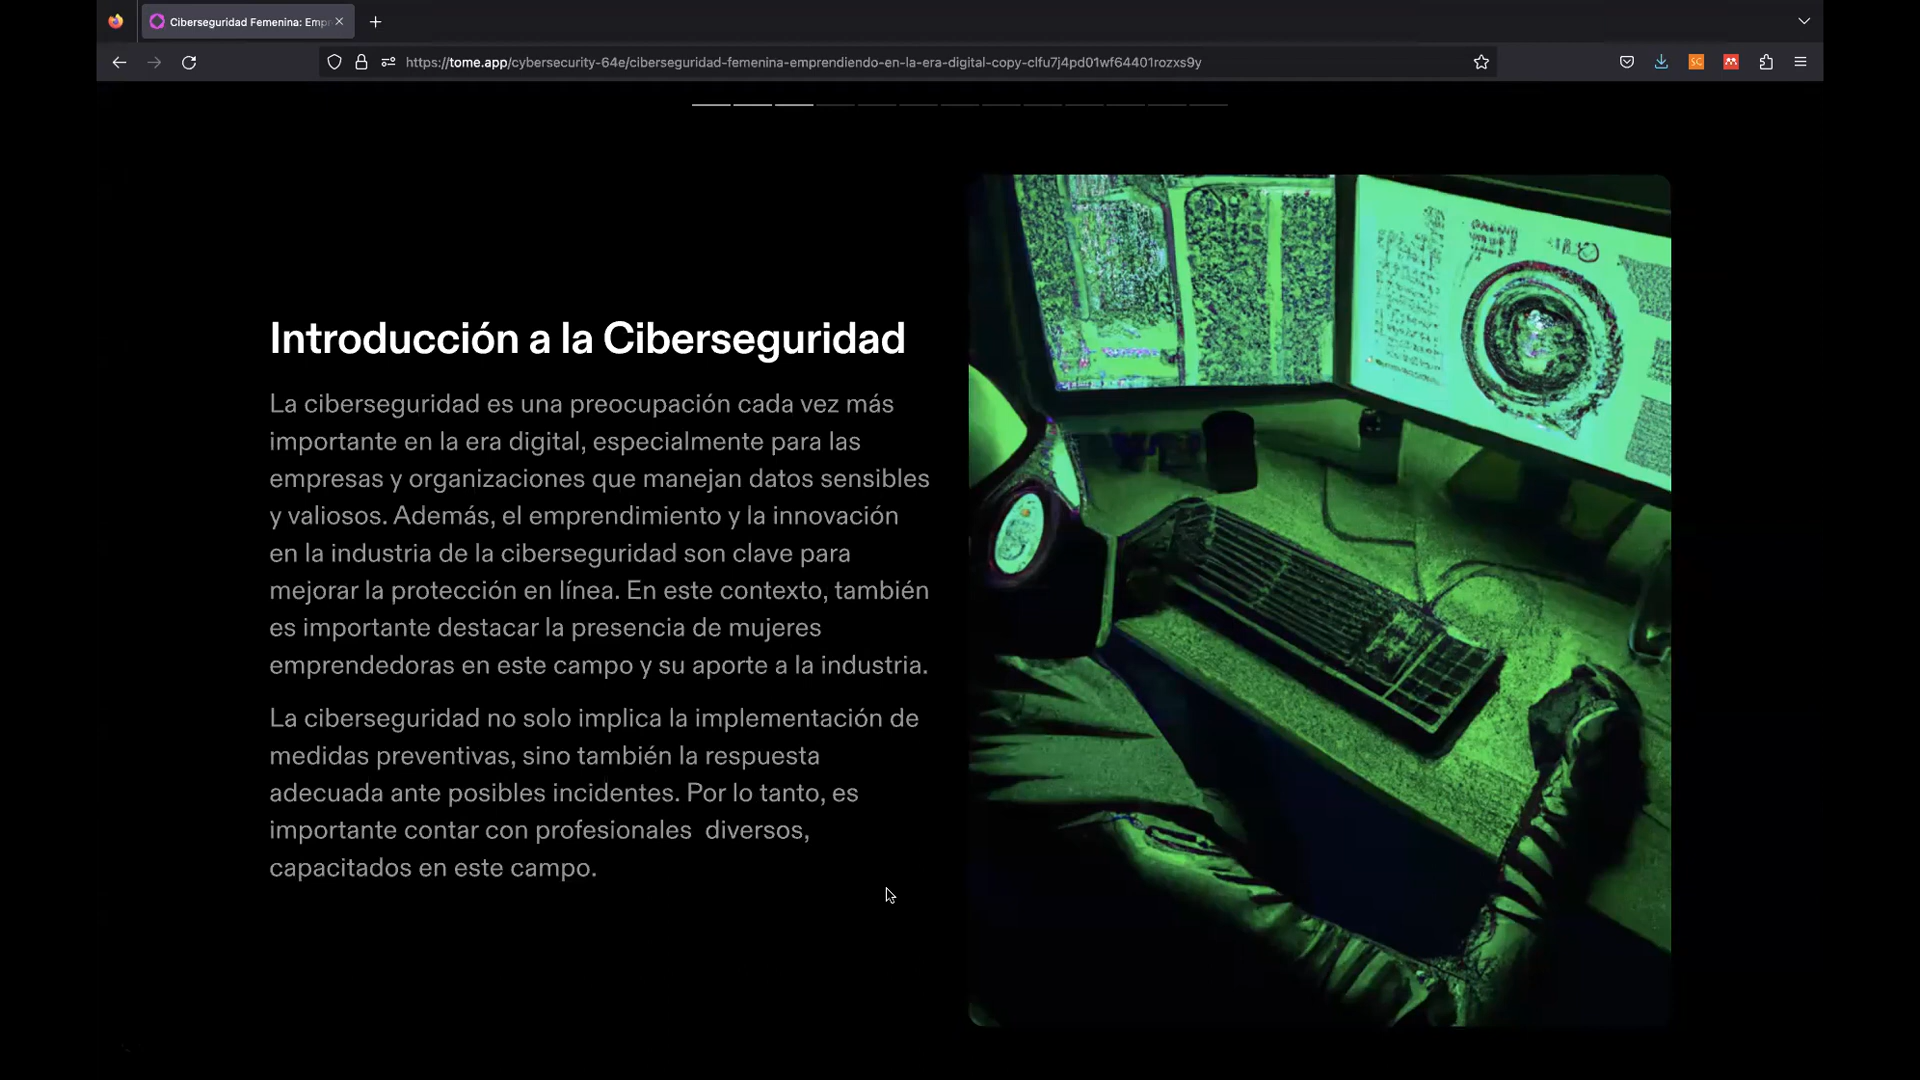 Ciberseguridad Femenina: Emp
https://tome.app/cybersecurity-64e/ciberseguridad-femenina-emprendiendo-en-la-era-digital-copy-clfu7j4pd01wf64401rozxs9y
SC
Introducción a la Ciberseguridad
La ciberseguridad es una preocupación cada vez más
importante en la era digital, especialmente para las
empresas y organizaciones que manejan datos sensibles
y valiosos. Además, el emprendimiento y la innovación
en la industria de la ciberseguridad son clave para
mejorar la protección en línea. En este contexto, también
es importante destacar la presencia de mujeres
emprendedoras en este campo y su aporte a la industria.
La ciberseguridad no solo implica la implementación de
medidas preventivas, sino también la respuesta
adecuada ante posibles incidentes. Por lo tanto, es
importante contar con profesionales  diversos,
capacitados en este campo.